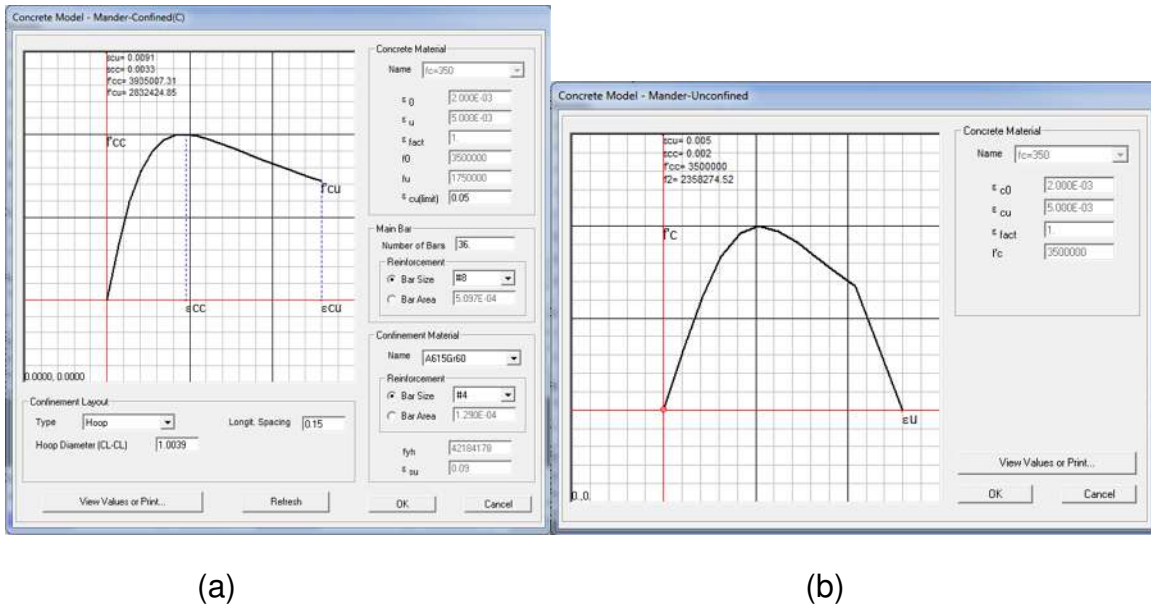 Concrete Model - Mander-Confined(C)
εcu= 0.0091
εcc= 0.0033
f'cc= 3935007.31
f'cu= 2832424.85
f'cc
f'cu
εcc
εcu
0.0000, 0.0000
Confinement Layout
Type Hoop Longit. Spacing 0.15
Hoop Diameter (CL-CL) 1.0039
View Values or Print... Refresh
Concrete Material
Name fc=350
ε 0 2.000E-03
ε u 5.000E-03
ε fact 1.
f0 3500000
fu 1750000
ε cu(limit) 0.05
Main Bar
Number of Bars 36.
Reinforcement
Bar Size #8
Bar Area 5.097E-04
Confinement Material
Name A615Gr60
Reinforcement
Bar Size #4
Bar Area 1.290E-04
fyh 42184178
ε su 0.09
OK Cancel
(a)
Concrete Model - Mander-Unconfined
εcu= 0.005
εcc= 0.002
f'cc= 3500000
f2= 2358274.52
f'c
εu
0.,0.
Concrete Material
Name fc=350
ε c0 2.000E-03
ε cu 5.000E-03
ε fact 1.
f'c 3500000
View Values or Print...
OK Cancel
(b)